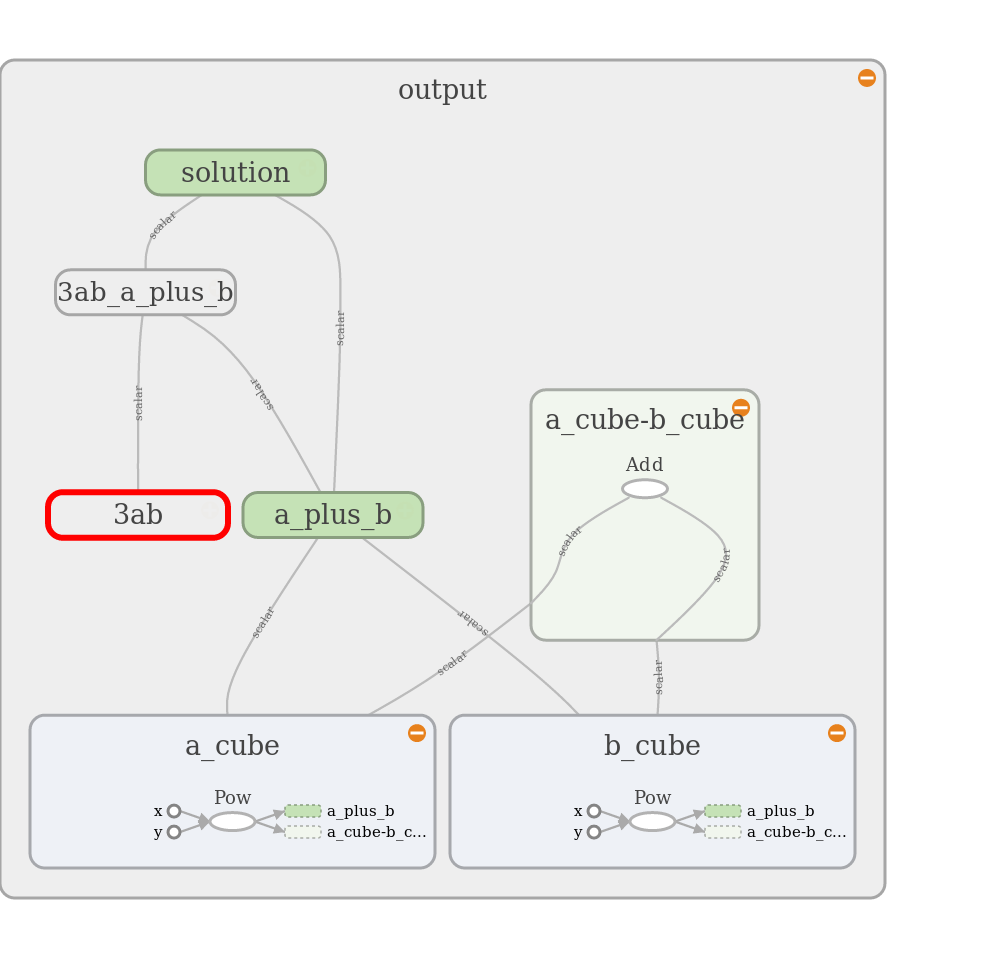 output
solution
scalar
3ab_a_plus_b
scalar
scalar
scalar
a_cube-b_cube
Add
3ab
a_plus_b
scalar
scalar
scalar
scalar
scalar
scalar
a_cube
b_cube
Pow
Pow
x
a_plus_b
x
a_plus_b
y
a_cube-b_c...
y
a_cube-b_c...